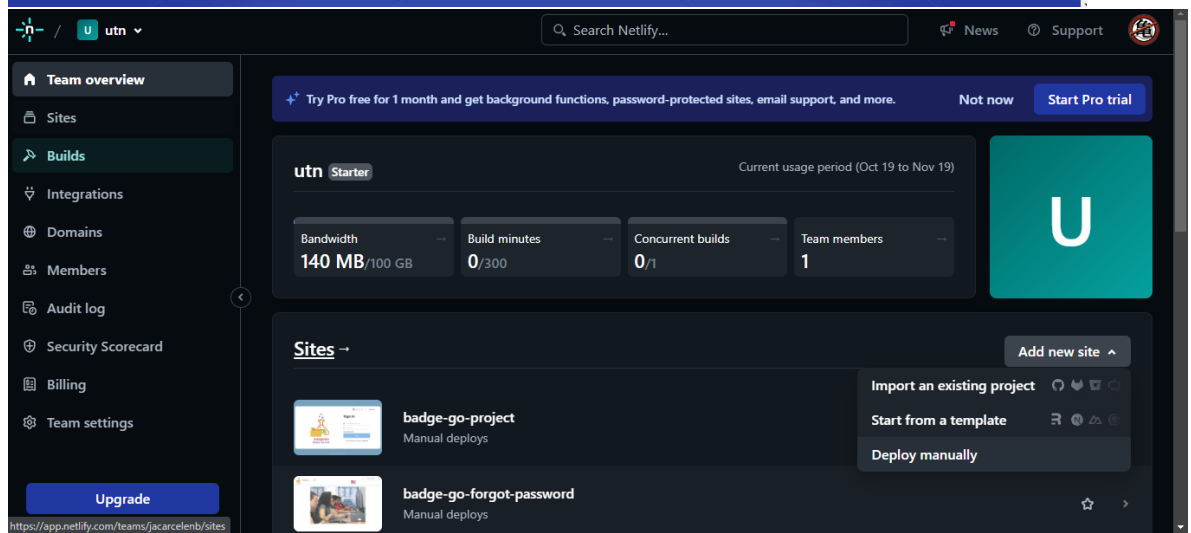 / U utn
Search Netlify...
News
Support
Team overview
Sites
Builds
Integrations
Domains
Members
Audit log
Security Scorecard
Billing
Team settings
Upgrade
https://app.netlify.com/teams/jacarcelenb/sites
Try Pro free for 1 month and get background functions, password-protected sites, email support, and more.
Not now
Start Pro trial
utn Starter
Current usage period (Oct 19 to Nov 19)
Bandwidth →
140 MB/100 GB
Build minutes →
0/300
Concurrent builds →
0/1
Team members →
1
U
Sites →
Add new site
Import an existing project
Start from a template
Deploy manually
badge-go-project
Manual deploys
badge-go-forgot-password
Manual deploys